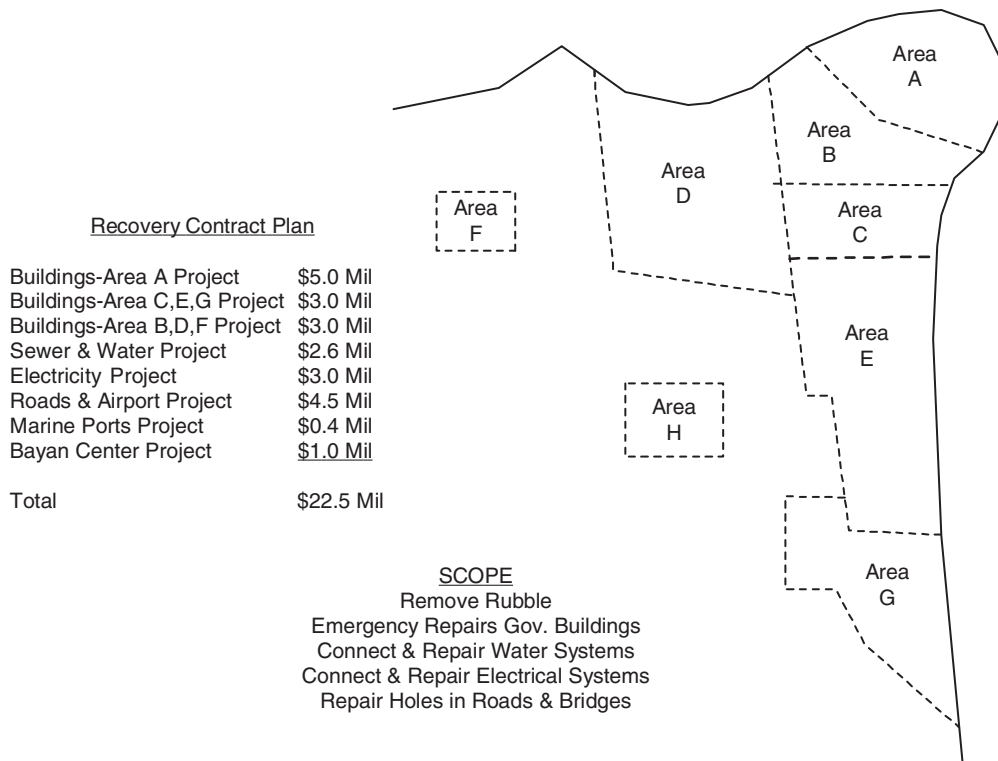 Recovery Contract Plan
Buildings-Area A Project $5.0 Mil
Buildings-Area C,E,G Project $3.0 Mil
Buildings-Area B,D,F Project $3.0 Mil
Sewer & Water Project $2.6 Mil
Electricity Project $3.0 Mil
Roads & Airport Project $4.5 Mil
Marine Ports Project $0.4 Mil
Bayan Center Project $1.0 Mil
Total $22.5 Mil
SCOPE
Remove Rubble
Emergency Repairs Gov. Buildings
Connect & Repair Water Systems
Connect & Repair Electrical Systems
Repair Holes in Roads & Bridges
Area
A
Area
B
Area
C
Area
D
Area
E
Area
F
Area
G
Area
H